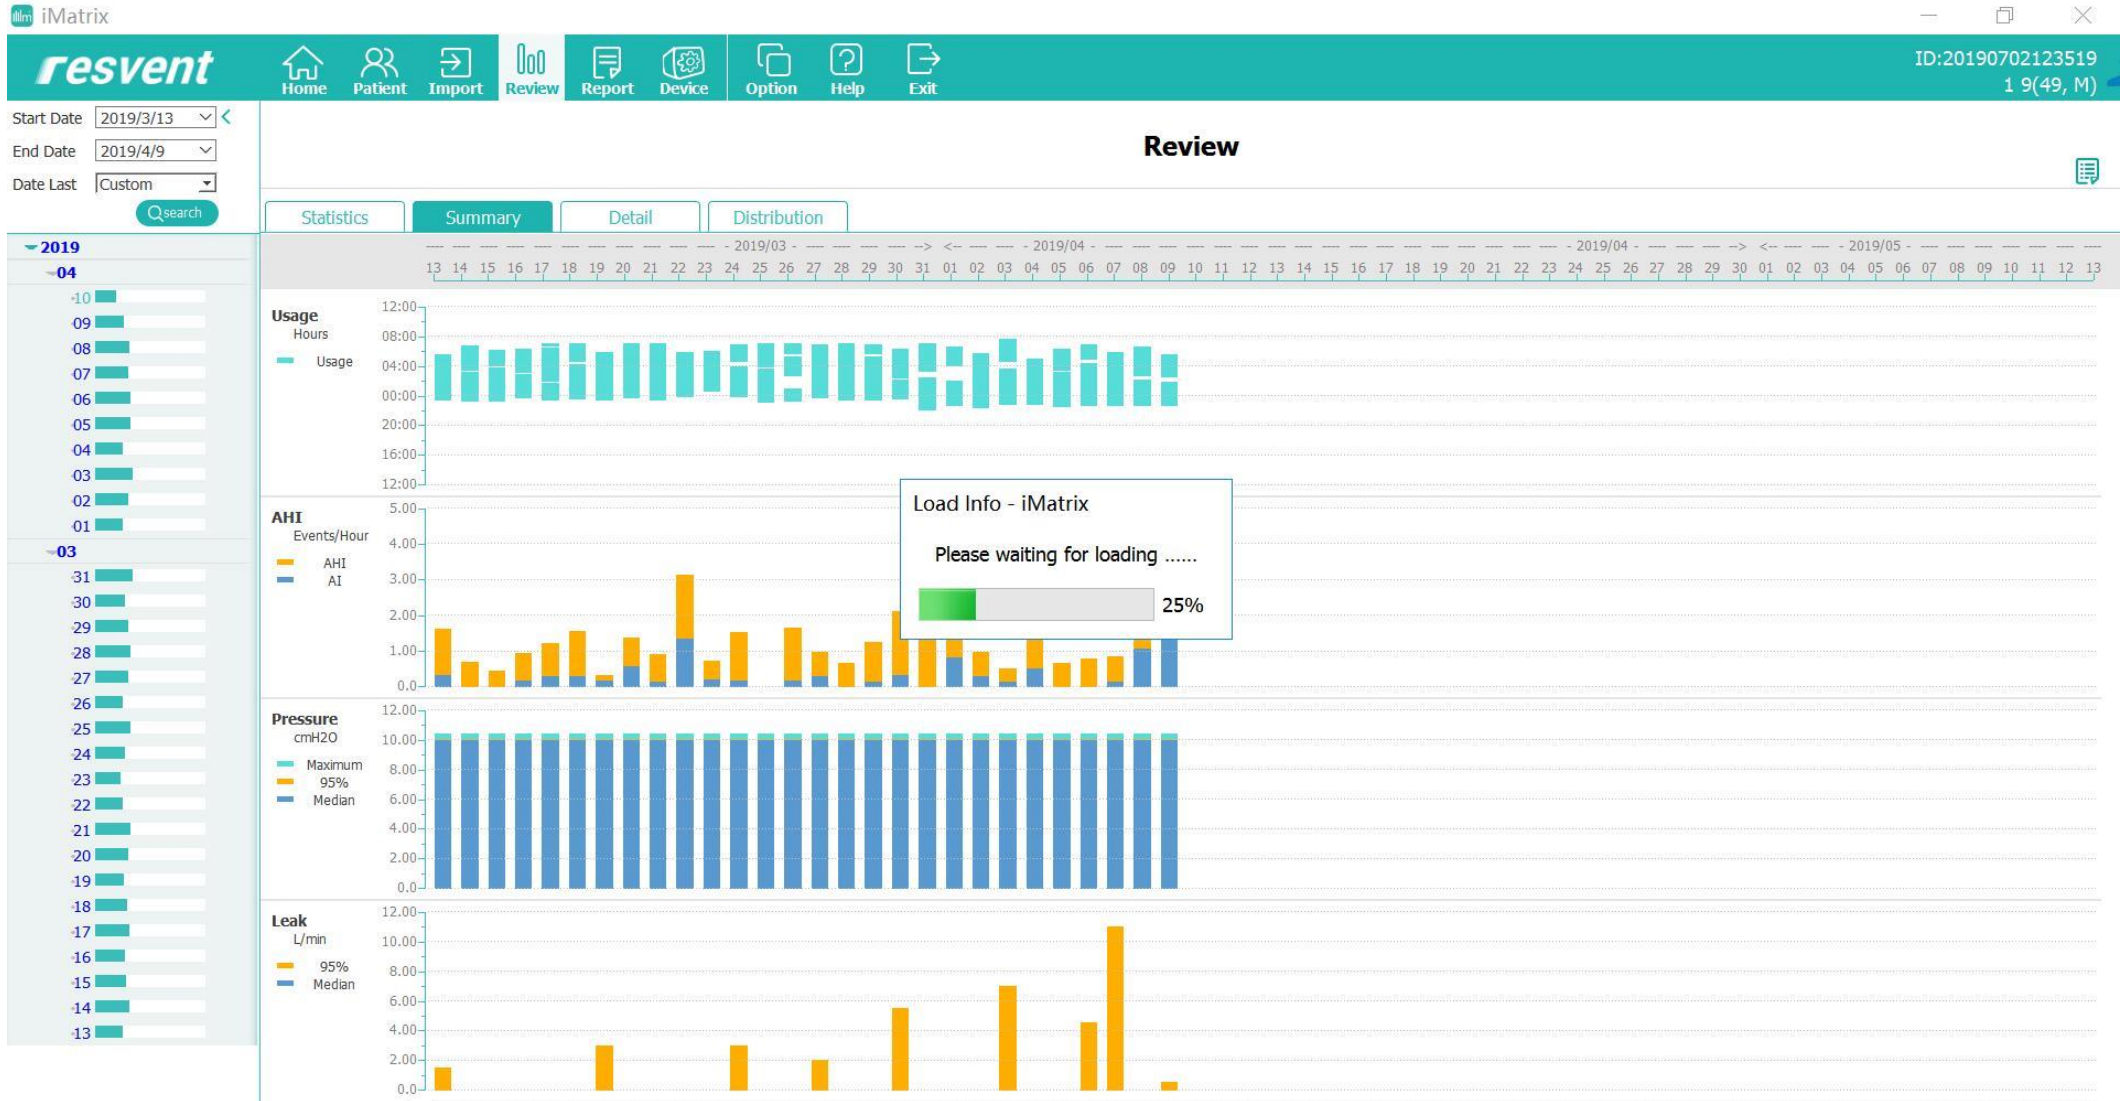 iMatrix
resvent
Home Patient Import Review Report Device Option Help Exit
ID:20190702123519
1 9(49, M)
Start Date 2019/3/13
End Date 2019/4/9
Date Last Custom
search
Review
Statistics Summary Detail Distribution
2019
04
10
09
08
07
06
05
04
03
02
01
03
31
30
29
28
27
26
25
24
23
22
21
20
19
18
17
16
15
14
13
---- ---- ---- ---- ---- ---- ---- ---- ---- ---- ---- - 2019/03 - ---- ---- ---- ---- --> <-- ---- ---- - 2019/04 - ---- ---- ---- ---- ---- ---- ---- ---- ---- ---- ---- ---- ---- ---- ---- ---- ---- - 2019/04 - ---- ---- ---- --> <-- ---- ---- - 2019/05 - ---- ---- ---- ---- ---- ---- ----
13 14 15 16 17 18 19 20 21 22 23 24 25 26 27 28 29 30 31 01 02 03 04 05 06 07 08 09 10 11 12 13 14 15 16 17 18 19 20 21 22 23 24 25 26 27 28 29 30 01 02 03 04 05 06 07 08 09 10 11 12 13
Usage
Hours
Usage
12:00
08:00
04:00
00:00
20:00
16:00
12:00
AHI
Events/Hour
AHI
AI
5.00
4.00
3.00
2.00
1.00
0.0
Load Info - iMatrix
Please waiting for loading ......
25%
Pressure
cmH2O
Maximum
95%
Median
12.00
10.00
8.00
6.00
4.00
2.00
0.0
Leak
L/min
95%
Median
12.00
10.00
8.00
6.00
4.00
2.00
0.0